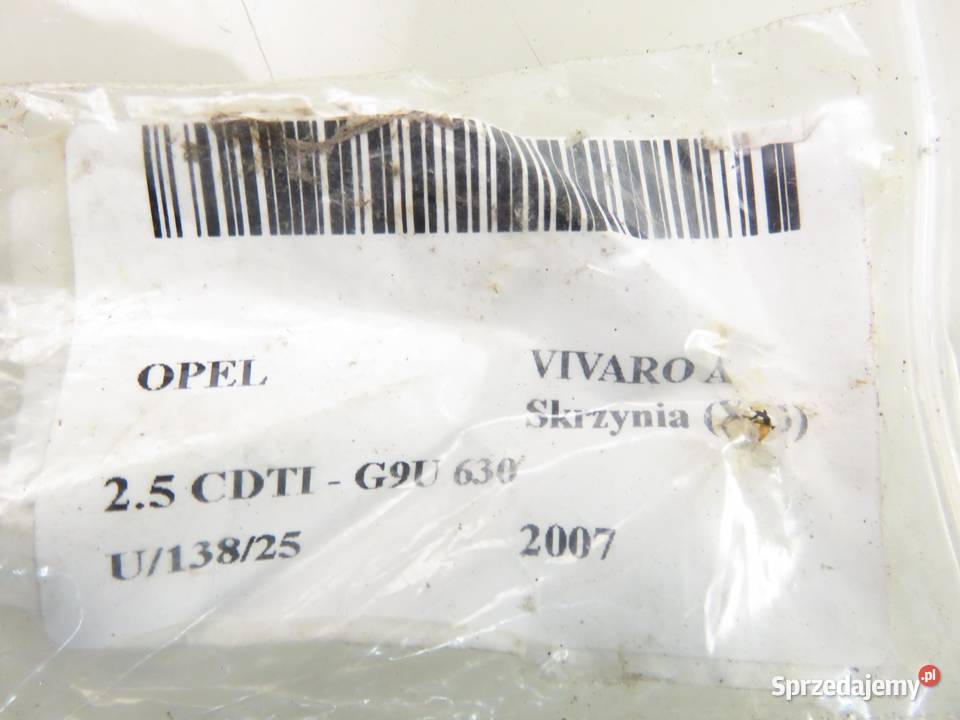 OPEL VIVARO A
Skrzynia
2.5 CDTI - G9U 630
U/138/25 2007
Sprzedajemy.pl